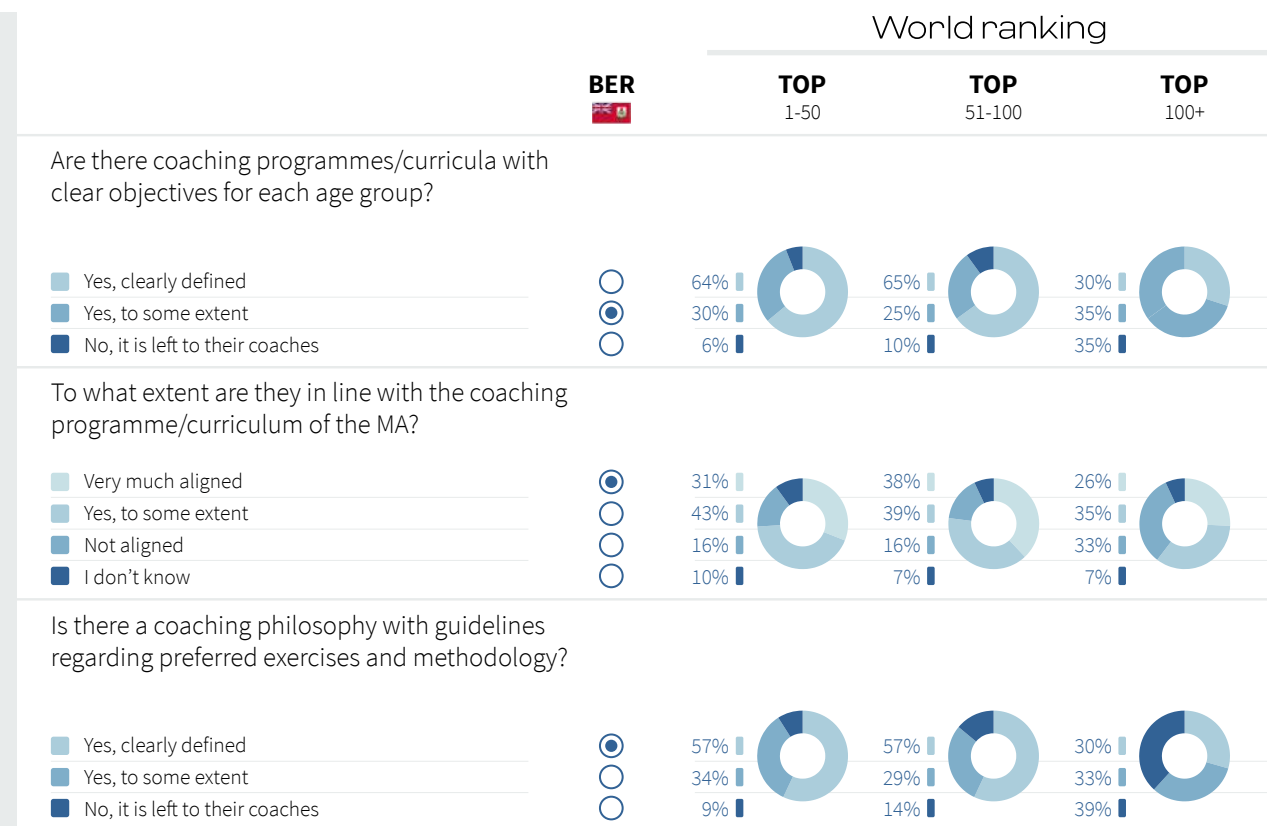 World ranking
BER TOP TOP TOP
1-50 51-100 100+
Are there coaching programmes/curricula with
clear objectives for each age group?
Yes, clearly defined 64% 65% 30%
Yes, to some extent 30% 25% 35%
No, it is left to their coaches 6% 10% 35%
To what extent are they in line with the coaching
programme/curriculum of the MA?
Very much aligned 31% 38% 26%
Yes, to some extent 43% 39% 35%
Not aligned 16% 16% 33%
I don't know 10% 7% 7%
Is there a coaching philosophy with guidelines
regarding preferred exercises and methodology?
Yes, clearly defined 57% 57% 30%
Yes, to some extent 34% 29% 33%
No, it is left to their coaches 9% 14% 39%